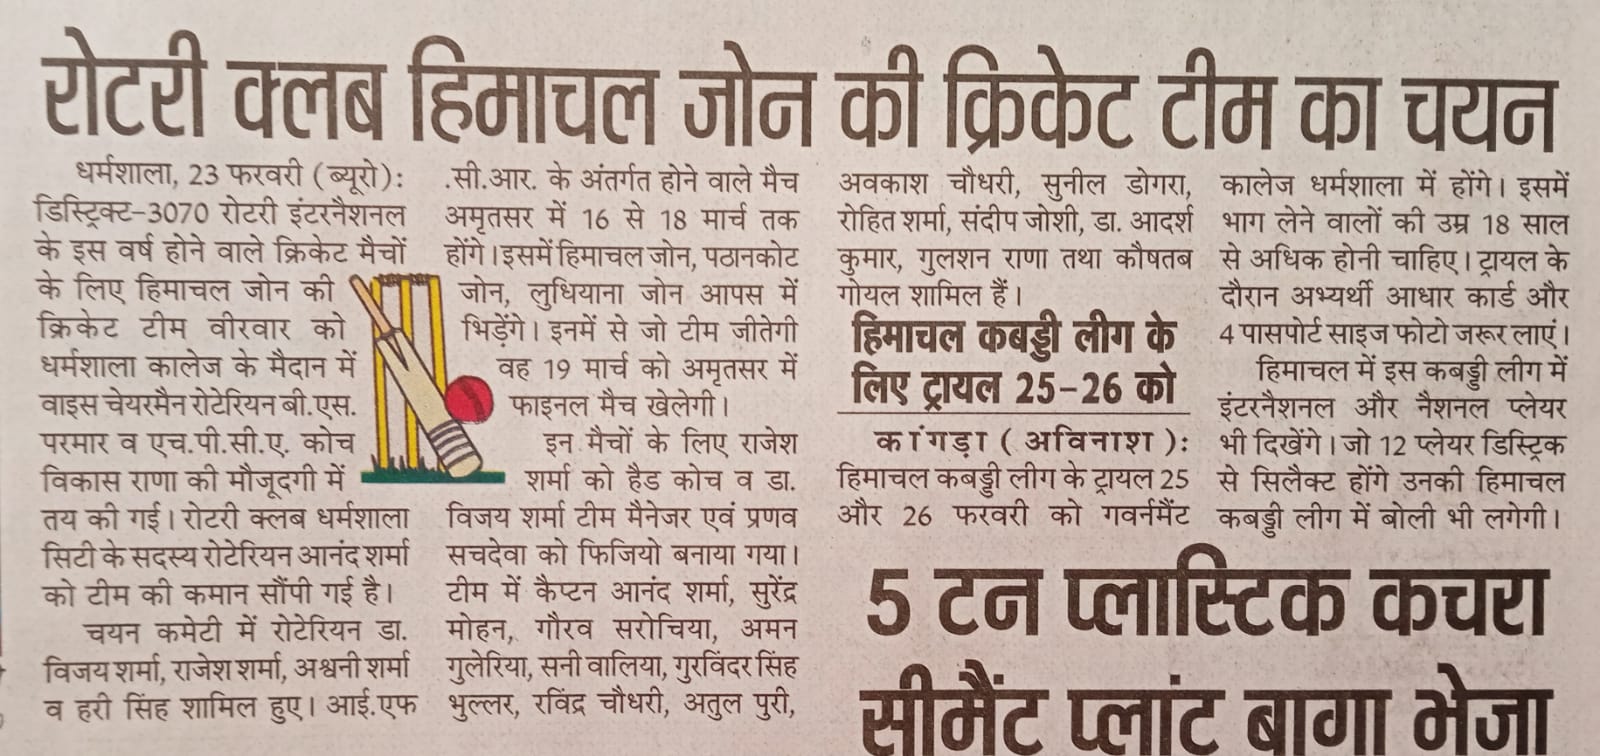 रोटरी क्लब हिमाचल जोन की क्रिकेट टीम का चयन
धर्मशाला, 23 फरवरी (ब्यूरो):
डिस्ट्रिक्ट-3070 रोटरी इंटरनैशनल
के इस वर्ष होने वाले क्रिकेट मैचों
के लिए हिमाचल जोन की
क्रिकेट टीम वीरवार को
धर्मशाला कालेज के मैदान में
वाइस चेयरमैन रोटेरियन बी.एस.
परमार व एच.पी.सी.ए. कोच
विकास राणा की मौजूदगी में
तय की गई। रोटरी क्लब धर्मशाला
सिटी के सदस्य रोटेरियन आनंद शर्मा
को टीम की कमान सौंपी गई है।
चयन कमेटी में रोटेरियन डा.
विजय शर्मा, राजेश शर्मा, अश्वनी शर्मा
व हरी सिंह शामिल हुए। आई.एफ
.सी.आर. के अंतर्गत होने वाले मैच
अमृतसर में 16 से 18 मार्च तक
होंगे। इसमें हिमाचल जोन, पठानकोट
जोन, लुधियाना जोन आपस में
भिड़ेंगे। इनमें से जो टीम जीतेगी
वह 19 मार्च को अमृतसर में
फाइनल मैच खेलेगी।
इन मैचों के लिए राजेश
शर्मा को हैड कोच व डा.
विजय शर्मा टीम मैनेजर एवं प्रणव
सचदेवा को फिजियो बनाया गया।
टीम में कैप्टन आनंद शर्मा, सुरेंद्र
मोहन, गौरव सरोचिया, अमन
गुलेरिया, सनी वालिया, गुरविंदर सिंह
भुल्लर, रविंद्र चौधरी, अतुल पुरी,
अवकाश चौधरी, सुनील डोगरा,
रोहित शर्मा, संदीप जोशी, डा. आदर्श
कुमार, गुलशन राणा तथा कौषतब
गोयल शामिल हैं।
हिमाचल कबड्डी लीग के
लिए ट्रायल 25-26 को
कांगड़ा (अविनाश):
हिमाचल कबड्डी लीग के ट्रायल 25
और 26 फरवरी को गवर्नमैंट
कालेज धर्मशाला में होंगे। इसमें
भाग लेने वालों की उम्र 18 साल
से अधिक होनी चाहिए। ट्रायल के
दौरान अभ्यर्थी आधार कार्ड और
4 पासपोर्ट साइज फोटो जरूर लाएं।
हिमाचल में इस कबड्डी लीग में
इंटरनैशनल और नैशनल प्लेयर
भी दिखेंगे। जो 12 प्लेयर डिस्ट्रिक
से सिलैक्ट होंगे उनकी हिमाचल
कबड्डी लीग में बोली भी लगेगी।
5 टन प्लास्टिक कचरा
सीमैंट प्लांट बागा भेजा